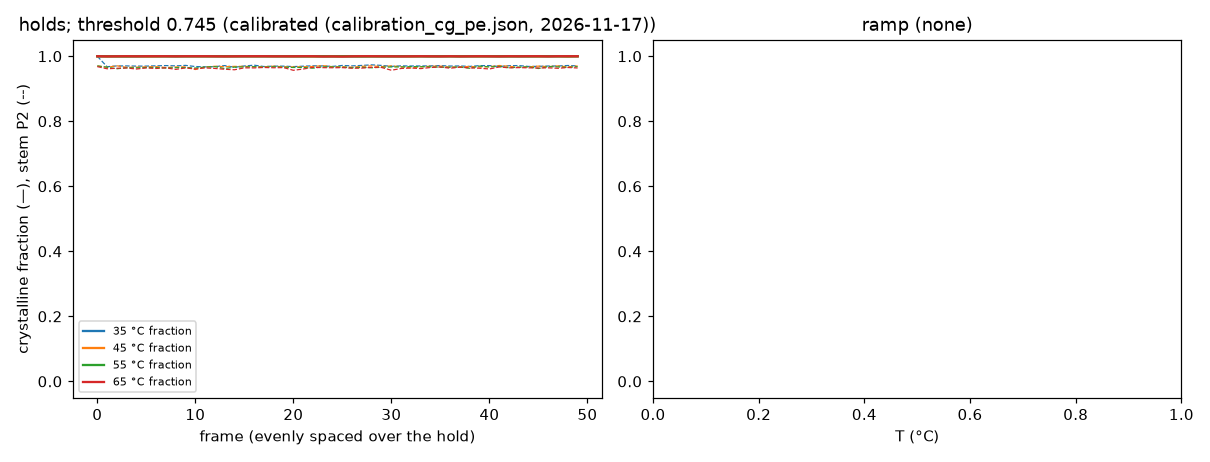 holds; threshold 0.745 (calibrated (calibration_cg_pe.json, 2026-11-17))
crystalline fraction (—), stem P2 (--)
1.0
0.8
0.6
0.4
0.2
0.0
35 °C fraction
45 °C fraction
55 °C fraction
65 °C fraction
0 10 20 30 40 50
frame (evenly spaced over the hold)
ramp (none)
1.0
0.8
0.6
0.4
0.2
0.0
0.0 0.2 0.4 0.6 0.8 1.0
T (°C)